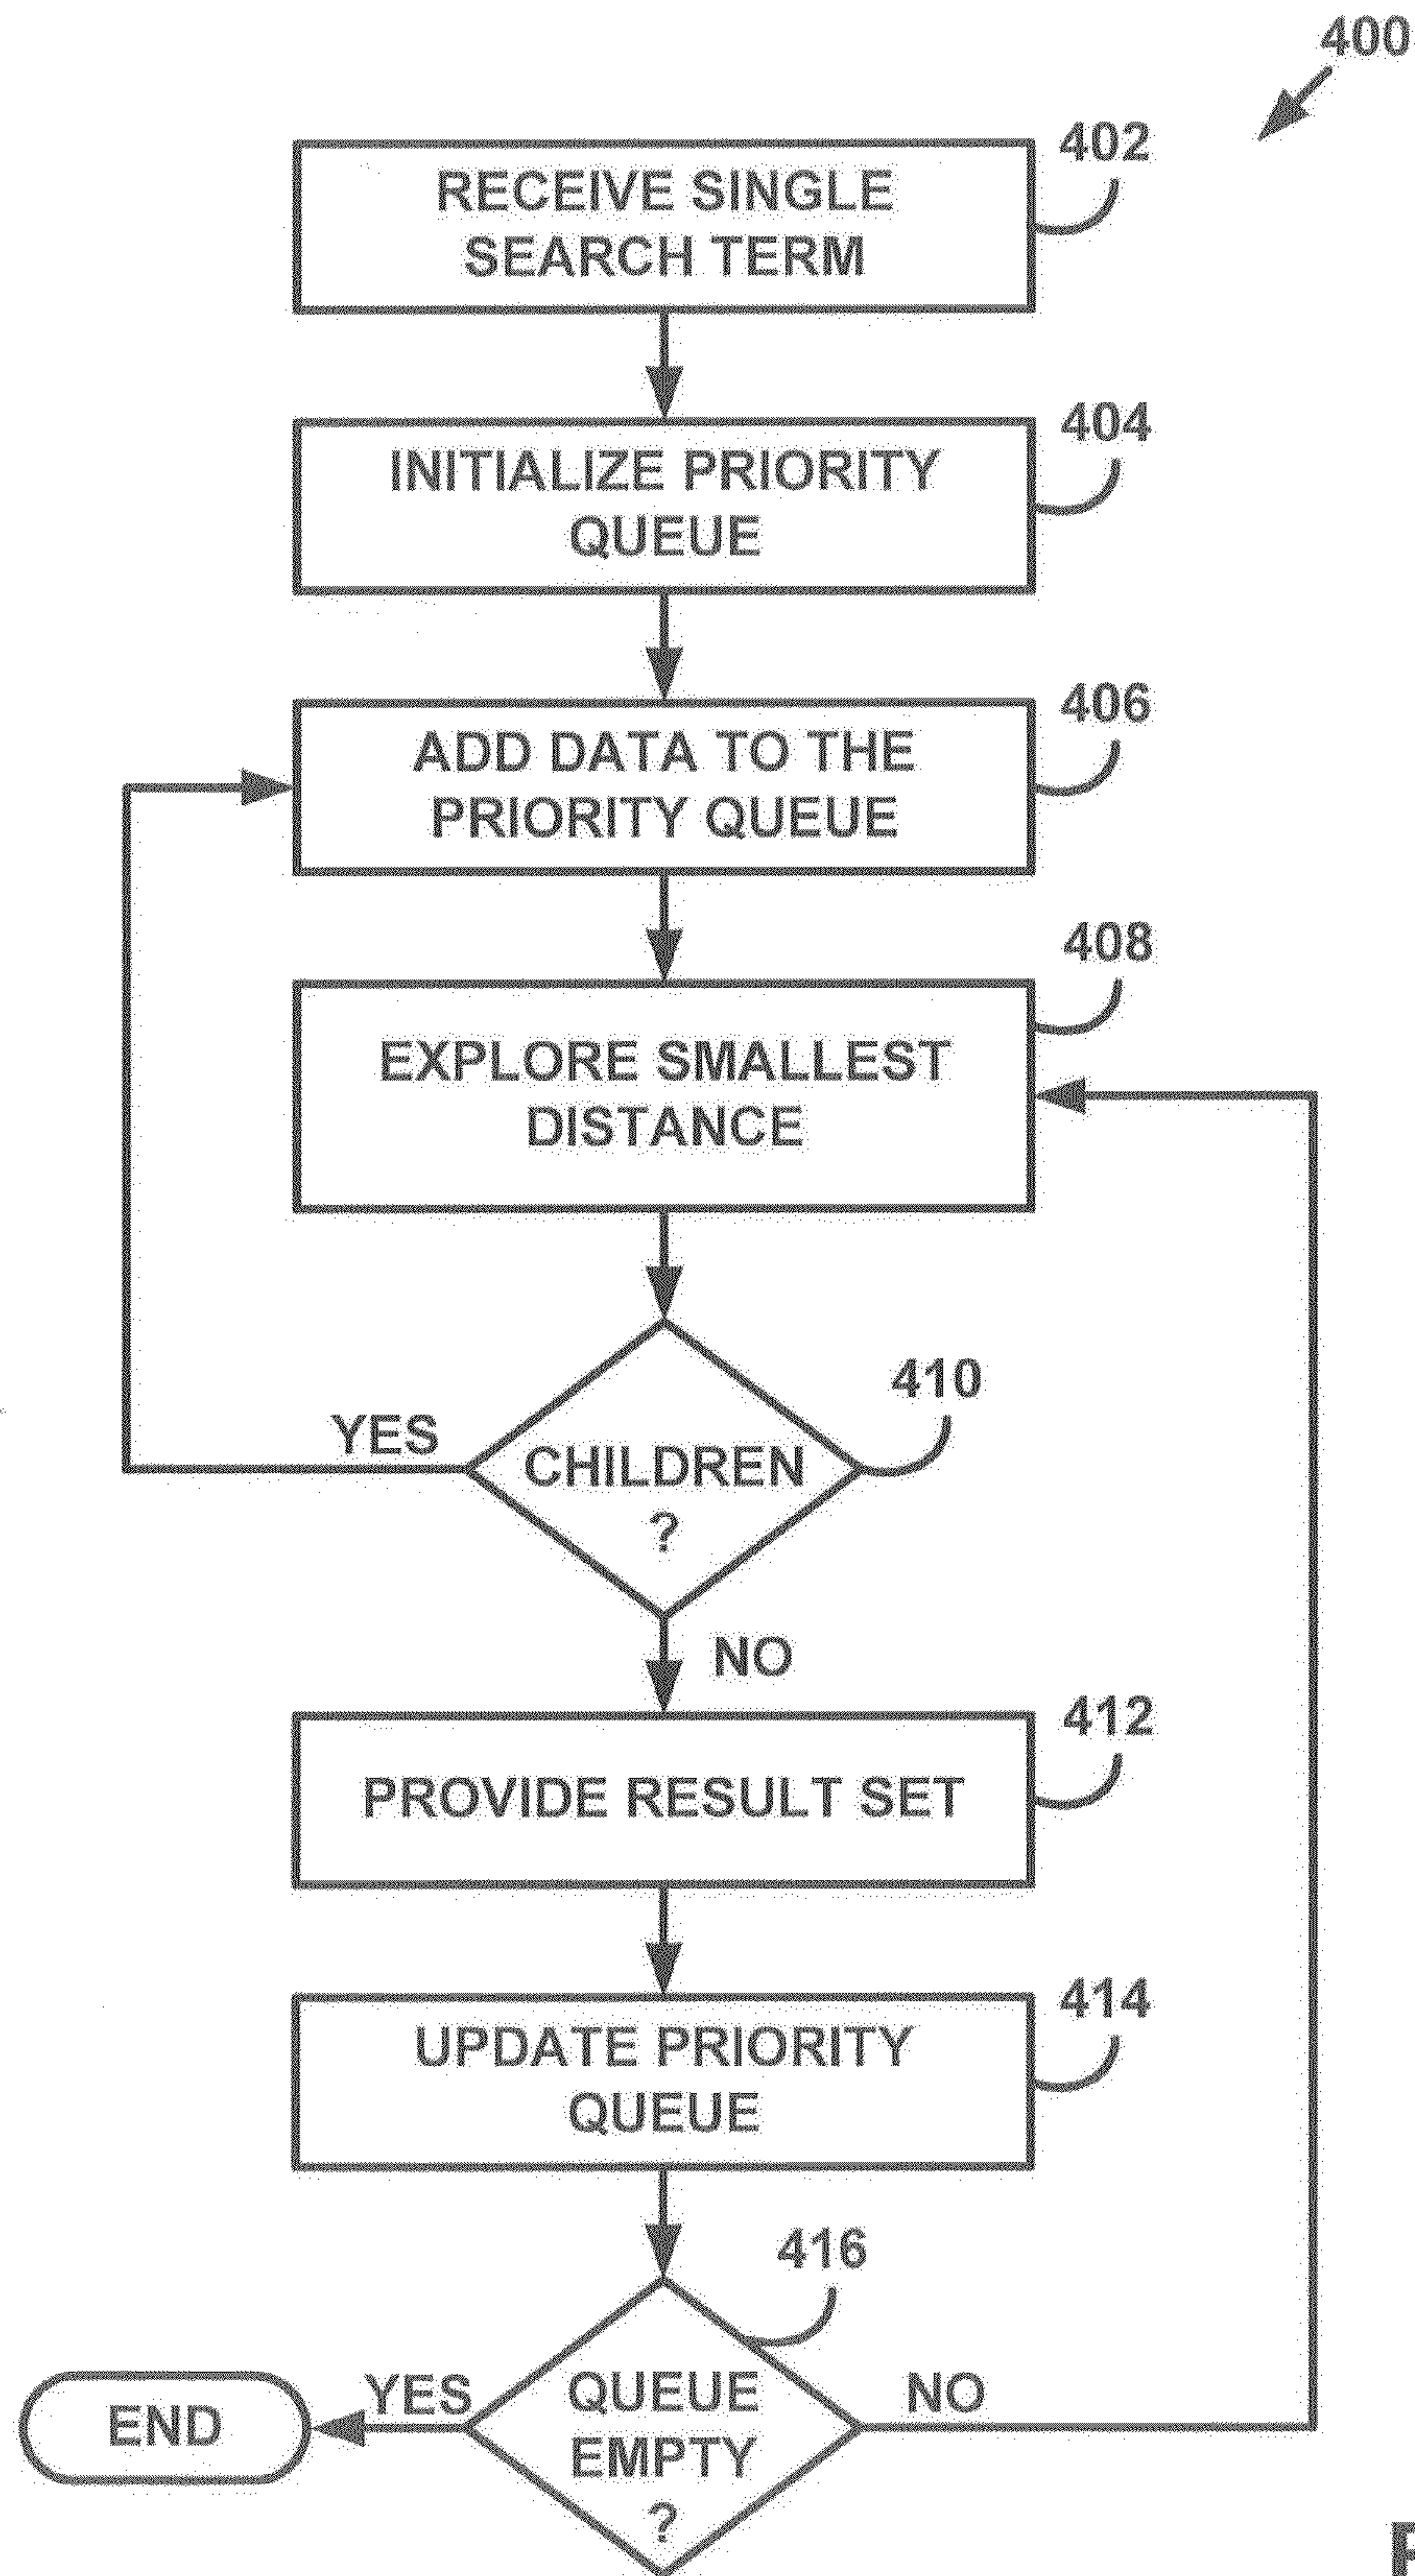 400
402
RECEIVE SINGLE
SEARCH TERM
404
INITIALIZE PRIORITY
QUEUE
406
ADD DATA TO THE
PRIORITY QUEUE
408
EXPLORE SMALLEST
DISTANCE
410
YES
CHILDREN
?
NO
412
PROVIDE RESULT SET
414
UPDATE PRIORITY
QUEUE
416
END
YES
QUEUE
EMPTY
?
NO